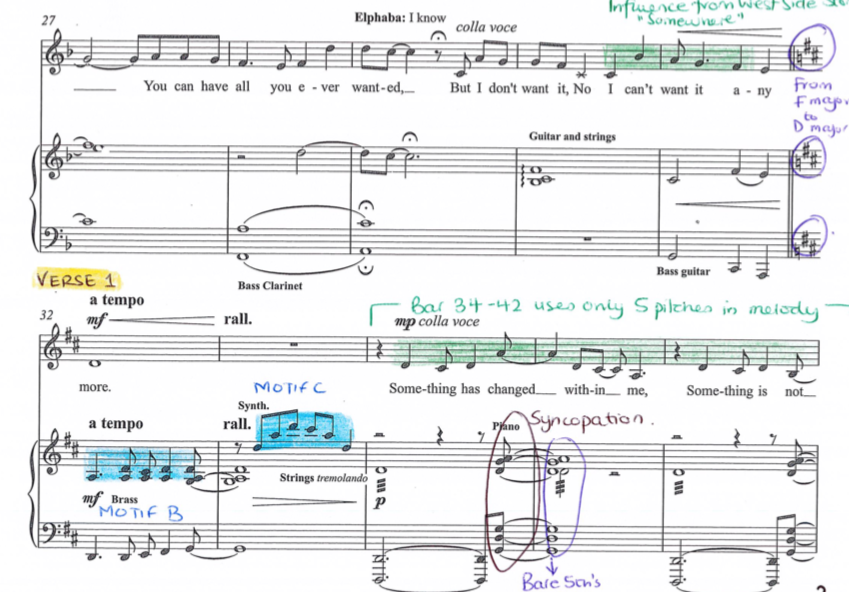 Influence from West Side
27
Elphaba: I know
"Somewhere"
colla voce
You can have all you e - ver want-ed, But I don't want it, No I can't want it a - ny
From
F major
to
D major
Guitar and strings
Bass Clarinet
Bass guitar
VERSE 1
a tempo
Bar 34-42 uses only 5 pitches in melody
32
mf
rall.
mp colla voce
more.
Some-thing has changed with-in me, Some-thing is not
MOTIF C
Synth.
a tempo
rall.
Piano
Syncopation.
Strings tremolando
mf Brass
p
MOTIF B
Bare 5th's